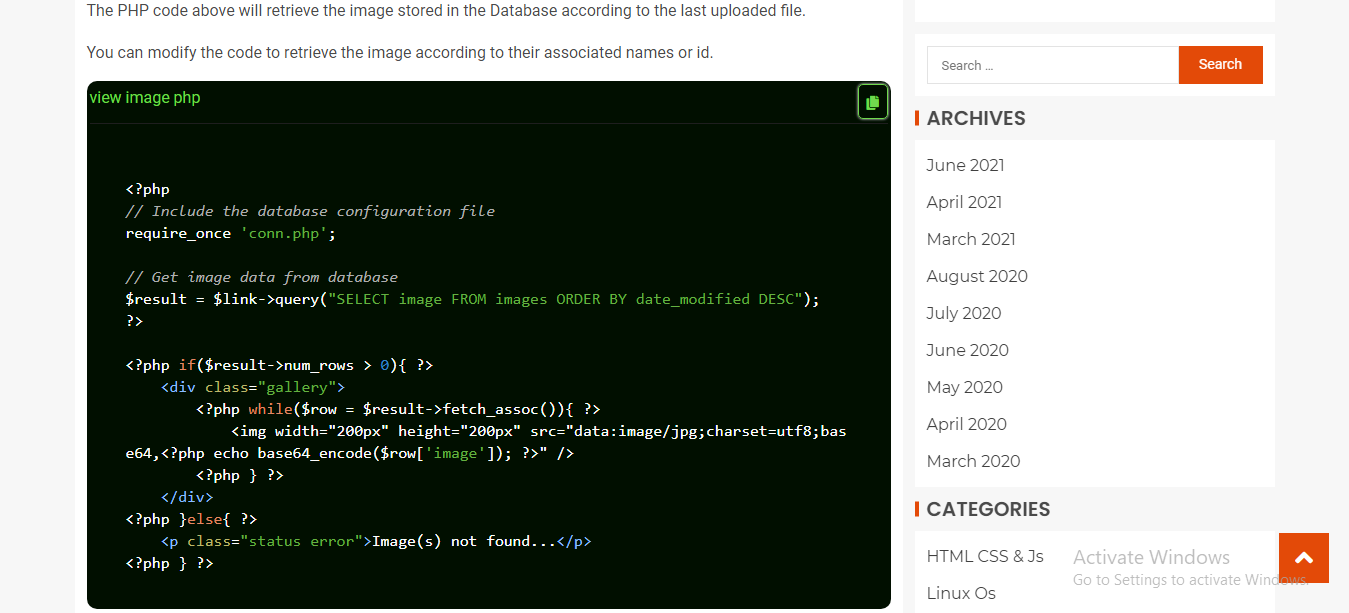 The PHP code above will retrieve the image stored in the Database according to the last uploaded file.
You can modify the code to retrieve the image according to their associated names or id.
view image php
<?php
// Include the database configuration file
require_once 'conn.php';
// Get image data from database
$result = $link->query("SELECT image FROM images ORDER BY date_modified DESC");
?>
<?php if($result->num_rows > 0){ ?>
<div class="gallery">
<?php while($row = $result->fetch_assoc()){ ?>
<img width="200px" height="200px" src="data:image/jpg;charset=utf8;bas
e64,<?php echo base64_encode($row['image']); ?>" />
<?php } ?>
</div>
<?php }else{ ?>
<p class="status error">Image(s) not found...</p>
<?php } ?>
Search …
Search
ARCHIVES
June 2021
April 2021
March 2021
August 2020
July 2020
June 2020
May 2020
April 2020
March 2020
CATEGORIES
HTML CSS & Js
Linux Os
Activate Windows
Go to Settings to activate Windows.